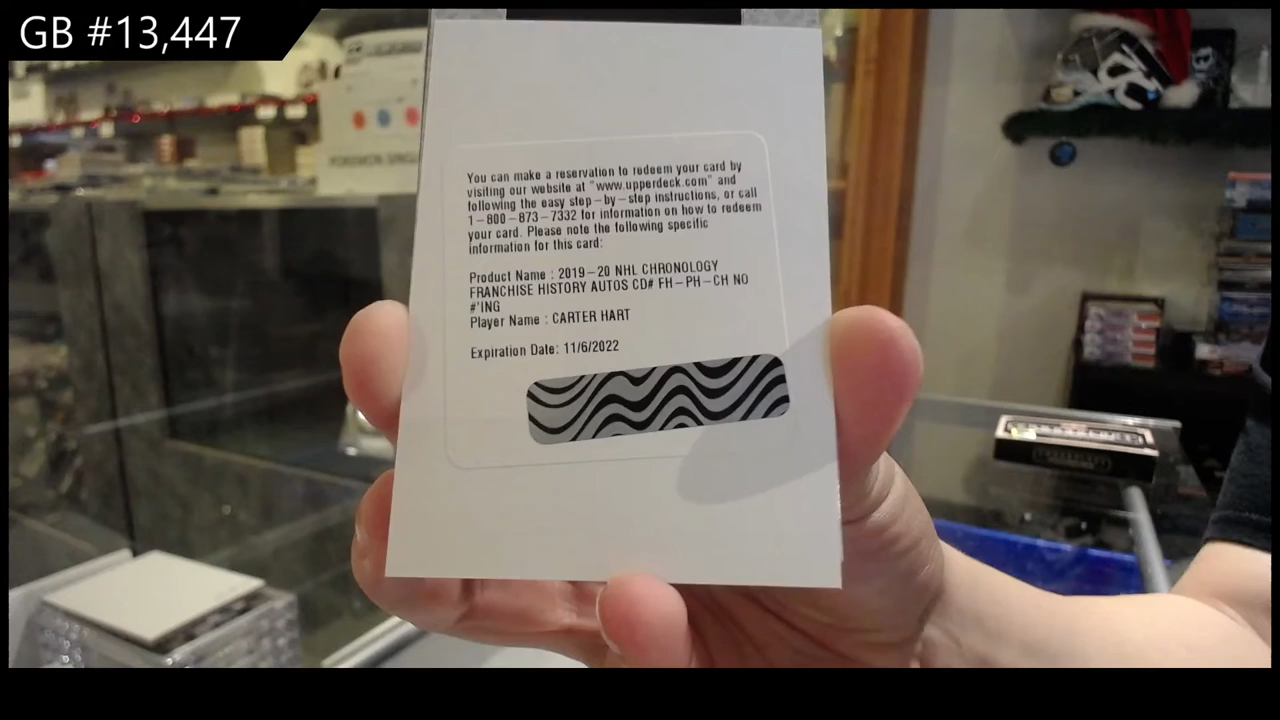 GB #13,447
POKEMON SINGL
You can make a reservation to redeem your card by
visiting our website at "www.upperdeck.com" and
following the easy step-by-step instructions, or call
1-800-873-7332 for information on how to redeem
your card. Please note the following specific
information for this card:
Product Name : 2019-20 NHL CHRONOLOGY
FRANCHISE HISTORY AUTOS CD# FH-PH-CH NO
#'ING
Player Name : CARTER HART
Expiration Date: 11/6/2022